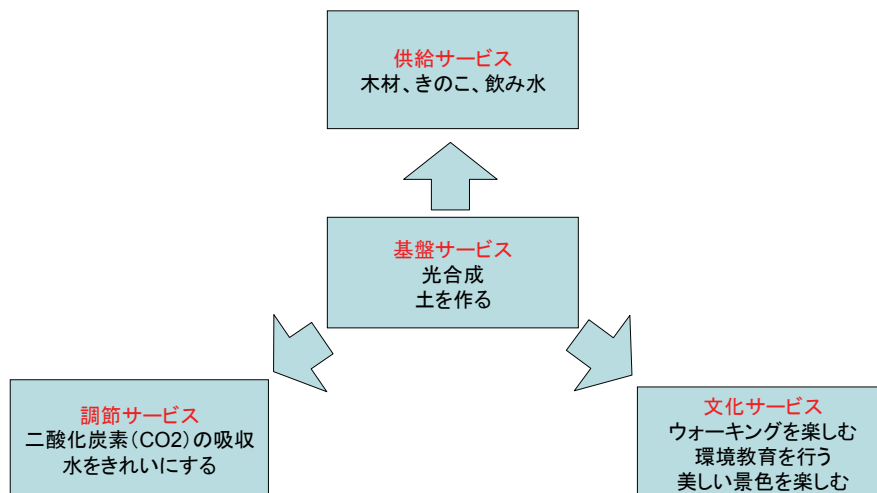 供給サービス
木材、きのこ、飲み水
基盤サービス
光合成
土を作る
調節サービス
二酸化炭素（CO2）の吸収
水をきれいにする
文化サービス
ウォーキングを楽しむ
環境教育を行う
美しい景色を楽しむ